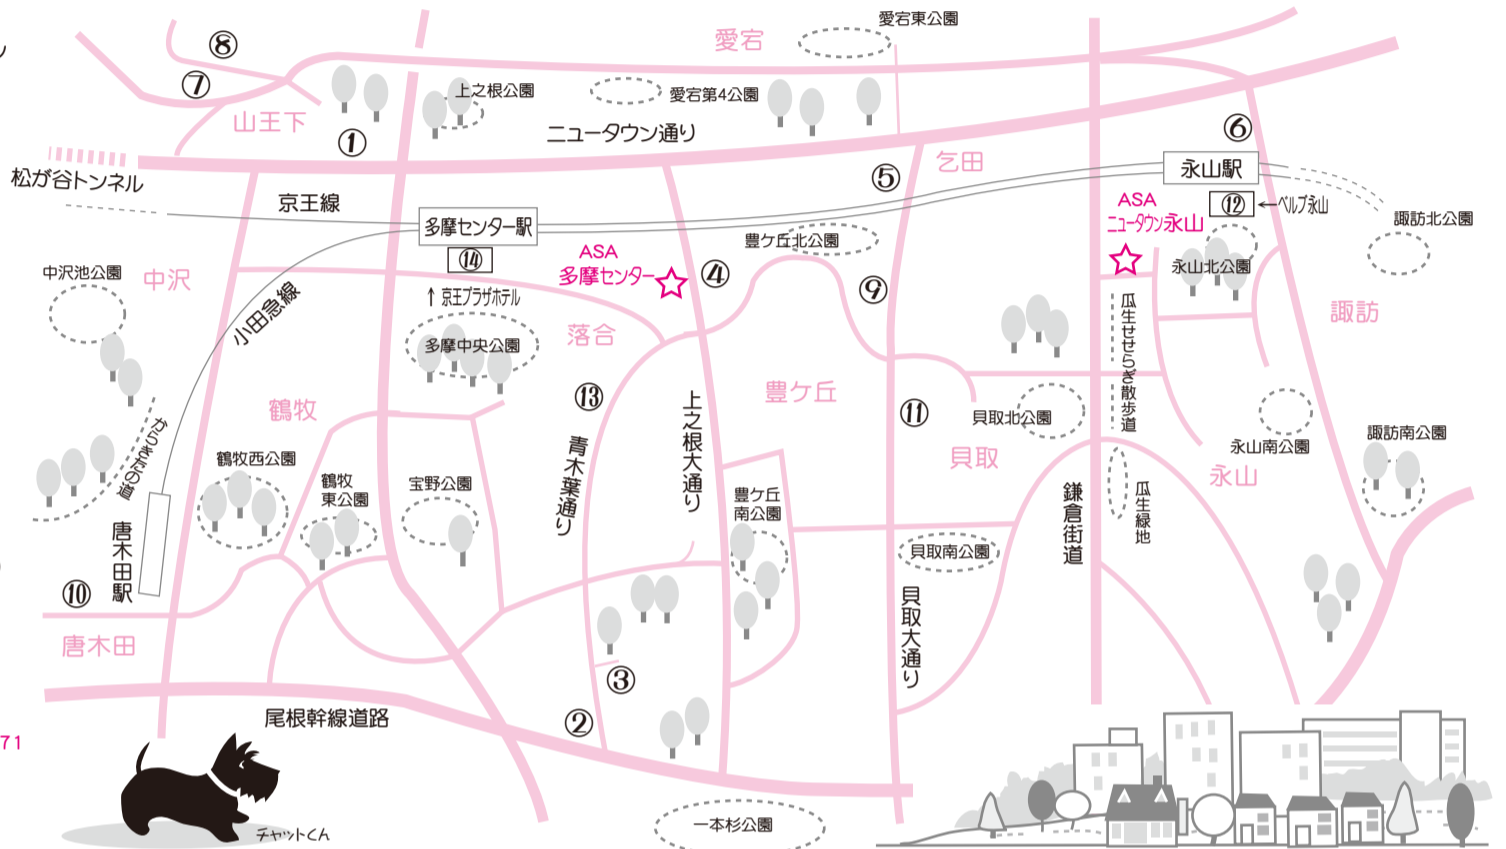 愛宕東公園
⑧
愛宕
⑦
上之根公園
愛宕第4公園
山王下
①
ニュータウン通り
⑥
乞田
永山駅
松が谷トンネル
⑤
京王線
ASA
ニュータウン永山
⑫
←ベルブ永山
諏訪北公園
多摩センター駅
豊ケ丘北公園
⑭
ASA
多摩センター
④
永山北公園
中沢池公園
中沢
↑ 京王プラザホテル
⑨
小田急線
瓜生せせらぎ散歩道
諏訪
落合
多摩中央公園
⑬
豊ケ丘
鶴牧
⑪
貝取北公園
上之根大通り
青木葉通り
からきだの道
鶴牧西公園
貝取
永山南公園
諏訪南公園
永山
鶴牧
東公園
宝野公園
豊ケ丘
南公園
鎌倉街道
瓜生緑地
唐木田駅
貝取南公園
⑩
貝取大通り
唐木田
③
尾根幹線道路
②
71
チャットくん
一本杉公園